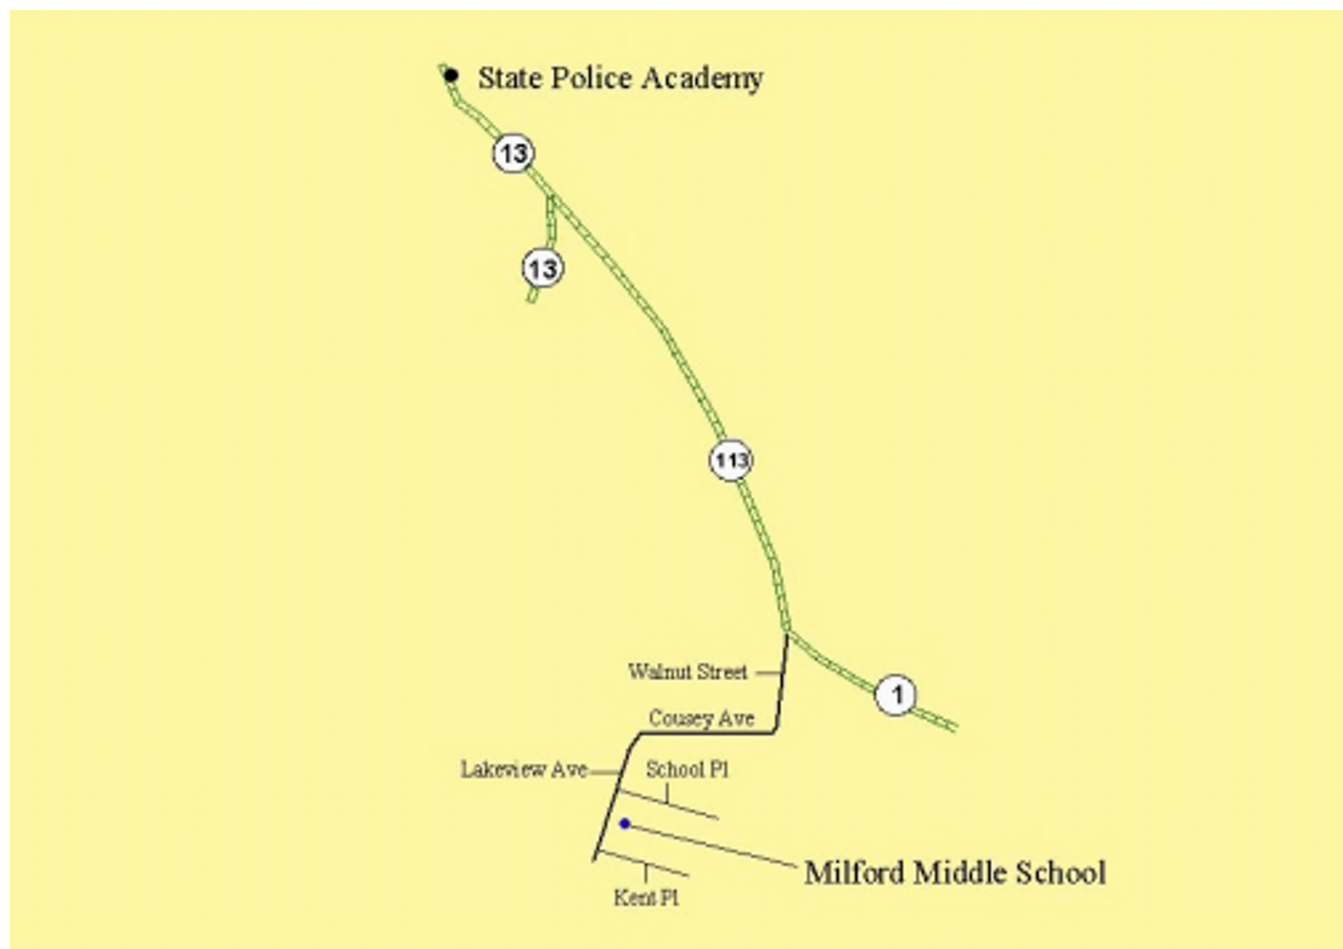 State Police Academy
13
13
113
Walnut Street
1
Cousey Ave
Lakeview Ave
School Pl
Milford Middle School
Kent Pl